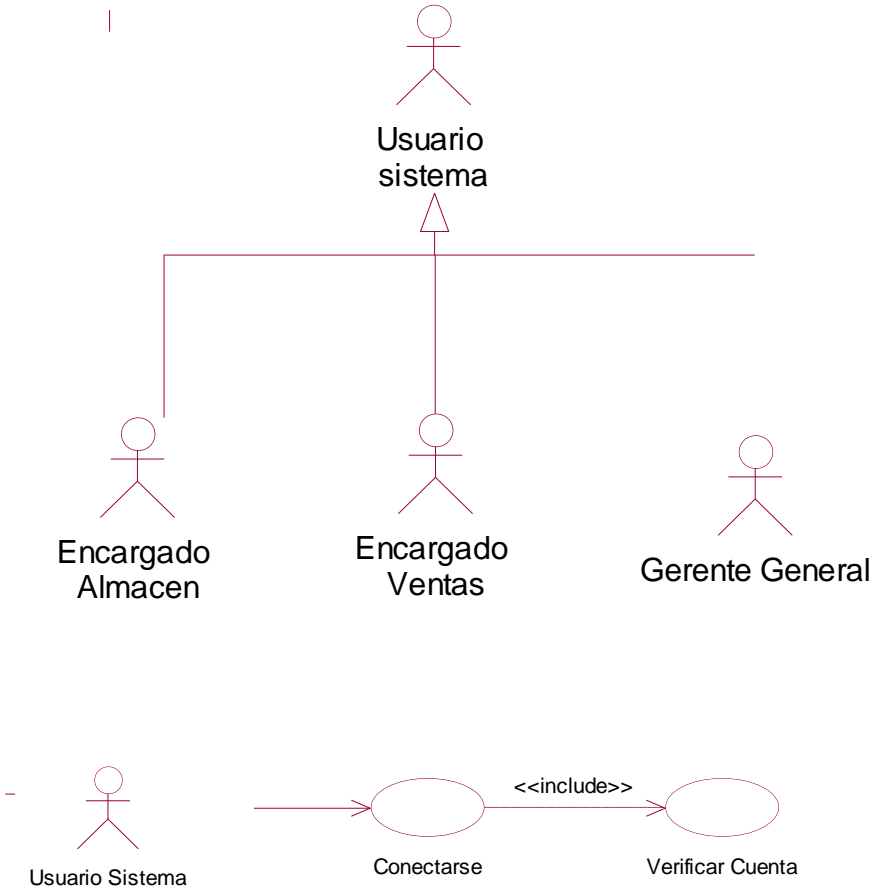 Usuario
sistema
Encargado
Almacen
Encargado
Ventas
Gerente General
<<include>>
Usuario Sistema
Conectarse
Verificar Cuenta